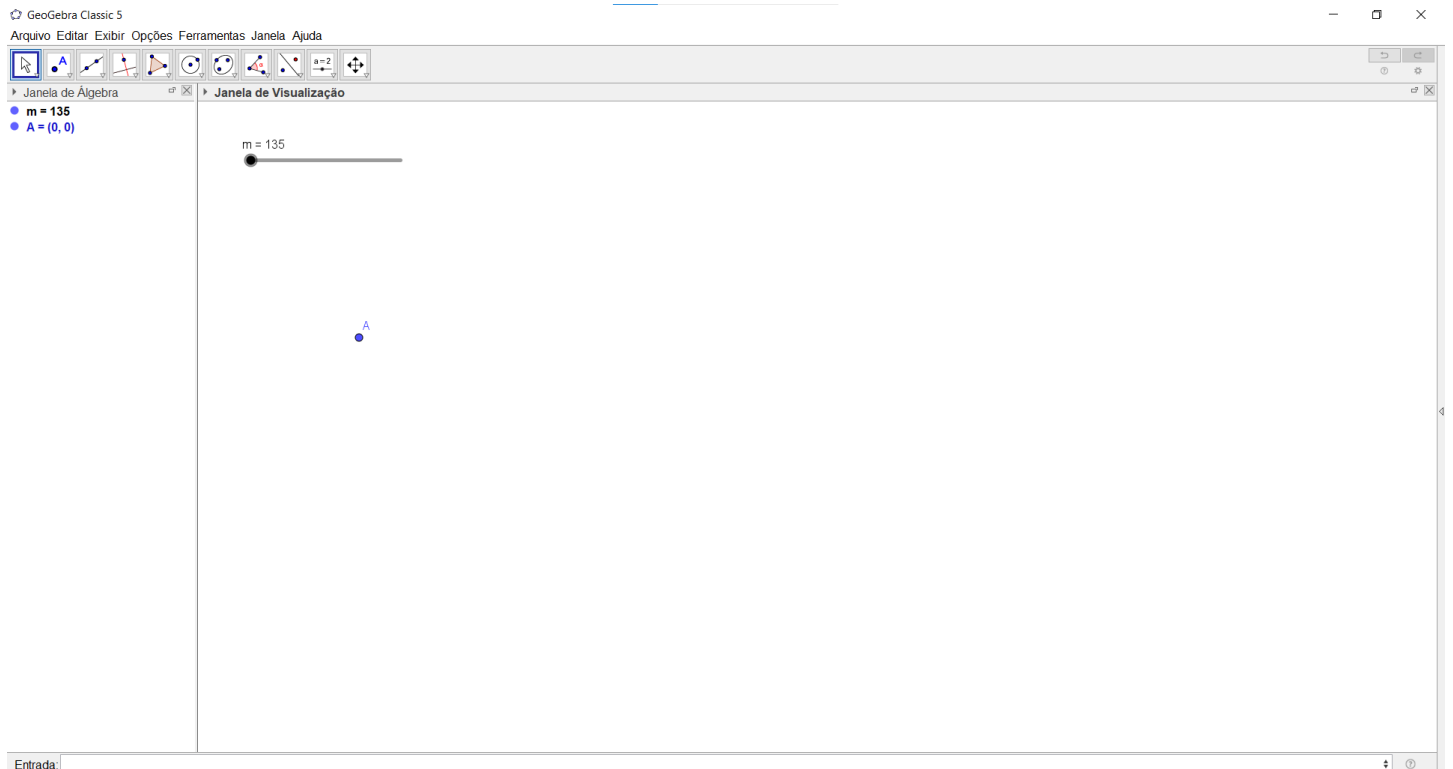 GeoGebra Classic 5
Arquivo Editar Exibir Opções Ferramentas Janela Ajuda
A
a=2
Janela de Álgebra
Janela de Visualização
m = 135
A = (0, 0)
m = 135
A
Entrada: